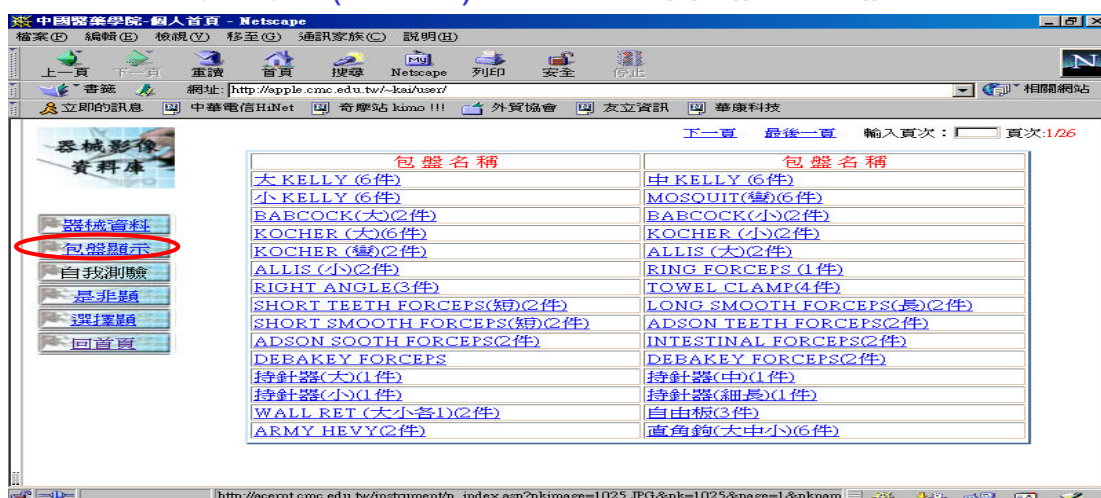 中國醫藥學院-個人首頁 - Netscape
檔案(F) 編輯(E) 檢視(V) 移至(G) 通訊家族(C) 說明(H)
上一頁 下一頁 重讀 首頁 搜尋 Netscape 列印 安全 停止
書籤 網址: http://apple.cmc.edu.tw/~kai/user/ 相關網站
立即的訊息 中華電信HiNet 奇摩站 kimo !!! 外貿協會 友立資訊 華康科技
下一頁 最後一頁 輸入頁次： 頁次:1/26
器械影像
資料庫
器械資料
包盤顯示
自我測驗
是非題
選擇題
回首頁
包 盤 名 稱 包 盤 名 稱
大 KELLY (6件) 中 KELLY (6件)
小 KELLY (6件) MOSQUIT(彎)(6件)
BABCOCK(大)(2件) BABCOCK(小)(2件)
KOCHER (大)(6件) KOCHER (小)(2件)
KOCHER (彎)(2件) ALLIS (大)(2件)
ALLIS (小)(2件) RING FORCEPS (1件)
RIGHT ANGLE(3件) TOWEL CLAMP(4件)
SHORT TEETH FORCEPS(短)(2件) LONG SMOOTH FORCEPS(長)(2件)
SHORT SMOOTH FORCEPS(短)(2件) ADSON TEETH FORCEPS(2件)
ADSON SOOTH FORCEPS(2件) INTESTINAL FORCEPS(2件)
DEBAKEY FORCEPS DEBAKEY FORCEPS(2件)
持針器(大)(1件) 持針器(中)(1件)
持針器(小)(1件) 持針器(細長)(1件)
WALL RET (大小各1)(2件) 自由板(3件)
ARMY HEVY(2件) 直角鉤(大中小)(6件)